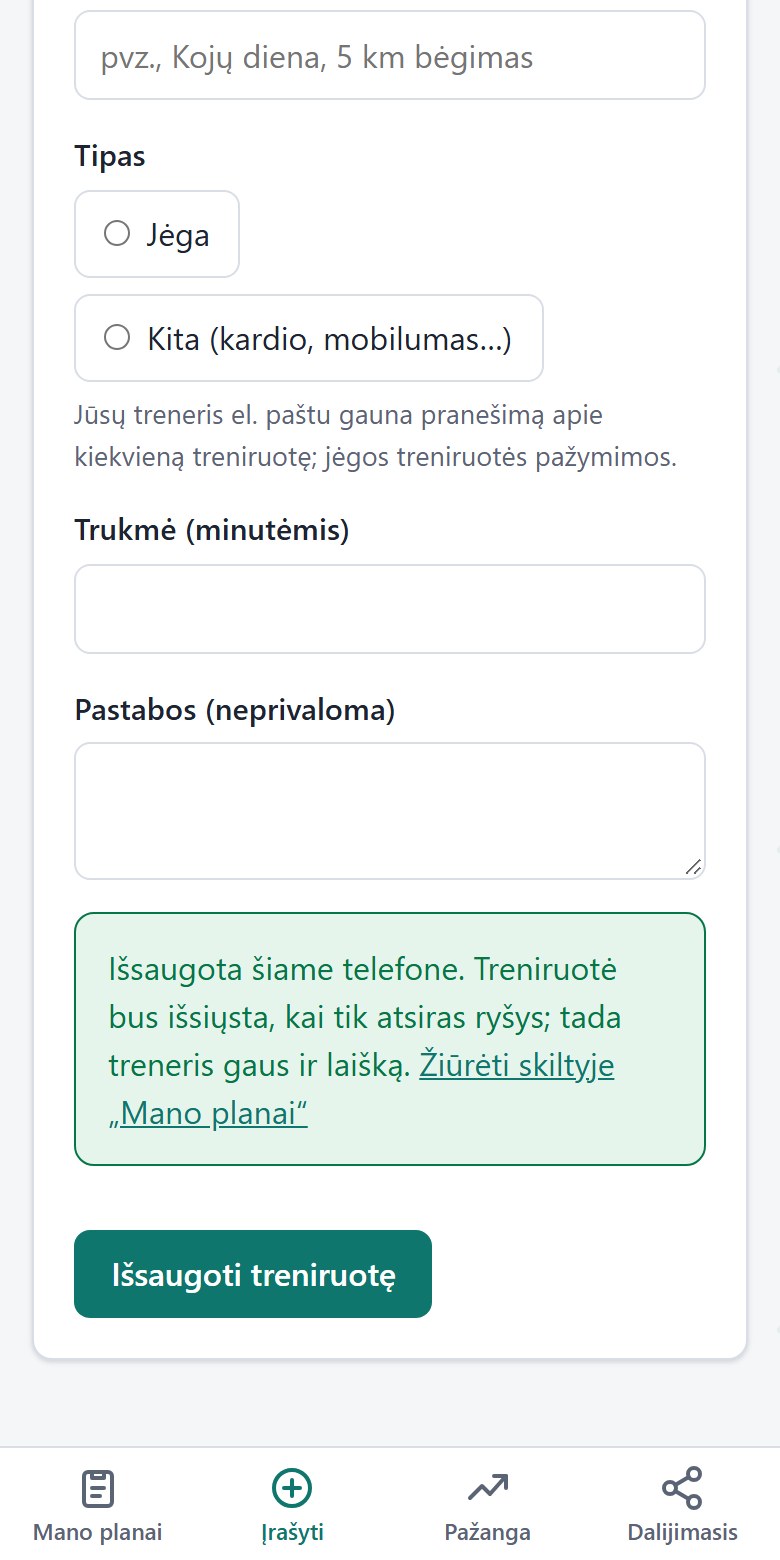 pvz., Kojų diena, 5 km bėgimas
Tipas
Jėga
Kita (kardio, mobilumas...)
Jūsų treneris el. paštu gauna pranešimą apie
kiekvieną treniruotę; jėgos treniruotės pažymimos.
Trukmė (minutėmis)
Pastabos (neprivaloma)
Išsaugota šiame telefone. Treniruotė
bus išsiųsta, kai tik atsiras ryšys; tada
treneris gaus ir laišką. Žiūrėti skiltyje
„Mano planai“
Išsaugoti treniruotę
Mano planai
Įrašyti
Pažanga
Dalijimasis